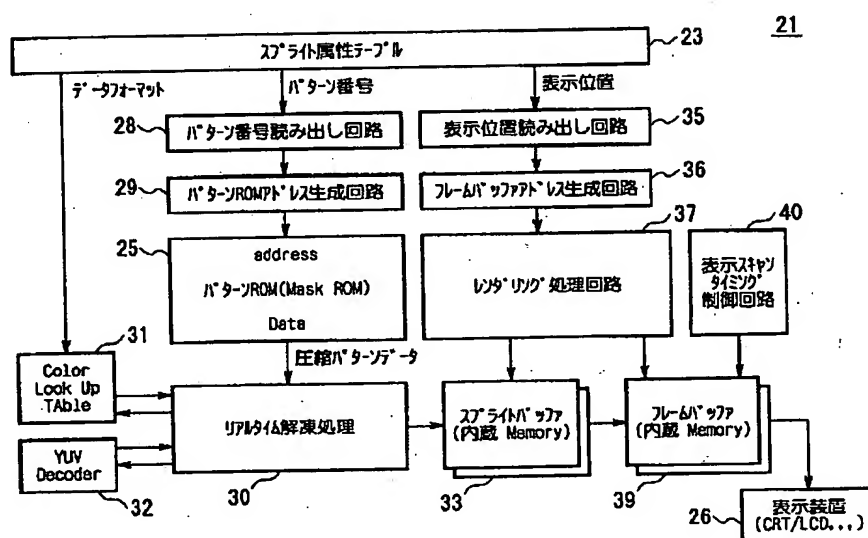 21
スプライト属性テーブル
23
データフォーマット
パターン番号
表示位置
28
パターン番号読み出し回路
表示位置読み出し回路
35
29
パターンROMアドレス生成回路
フレームバッファアドレス生成回路
36
25
address
パターンROM(Mask ROM)
Data
37
レンダリング処理回路
40
表示スキャン
タイミング
制御回路
31
Color
Look Up
TAble
圧縮パターンデータ
YUV
Decoder
32
リアルタイム解凍処理
30
スプライトバッファ
(内蔵 Memory)
33
フレームバッファ
(内蔵 Memory)
39
26
表示装置
(CRT/LCD...)